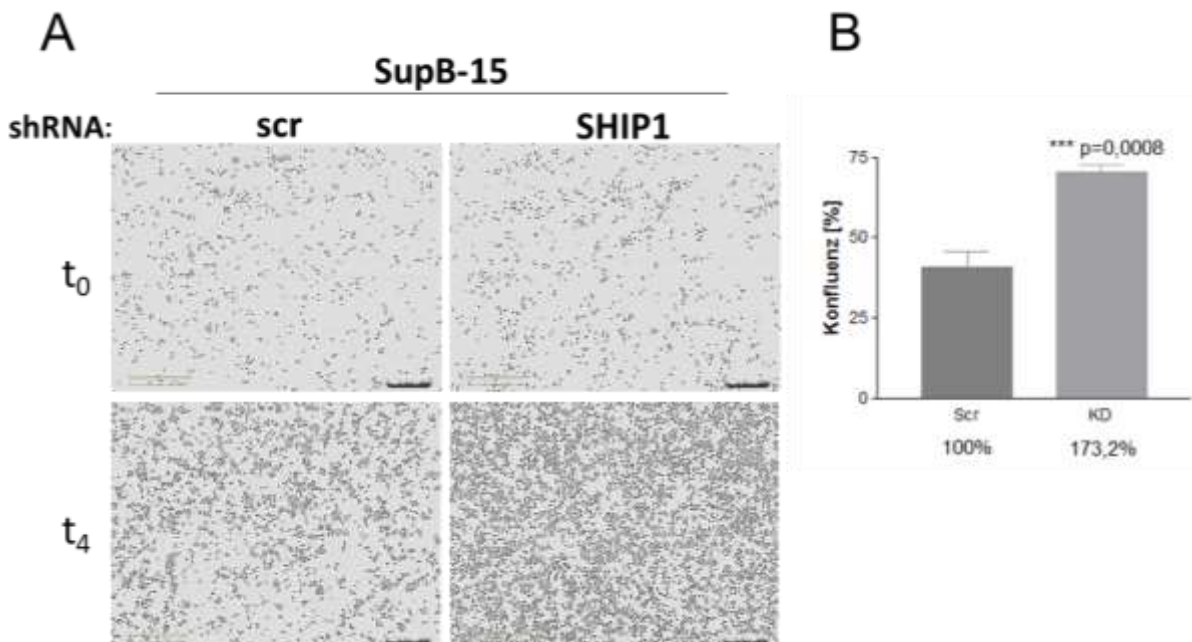 A
SupB-15
shRNA:
scr
SHIP1
t0
t4
B
*** p=0,0008
Konfluenz [%]
75
50
25
0
Scr
KD
100%
173,2%